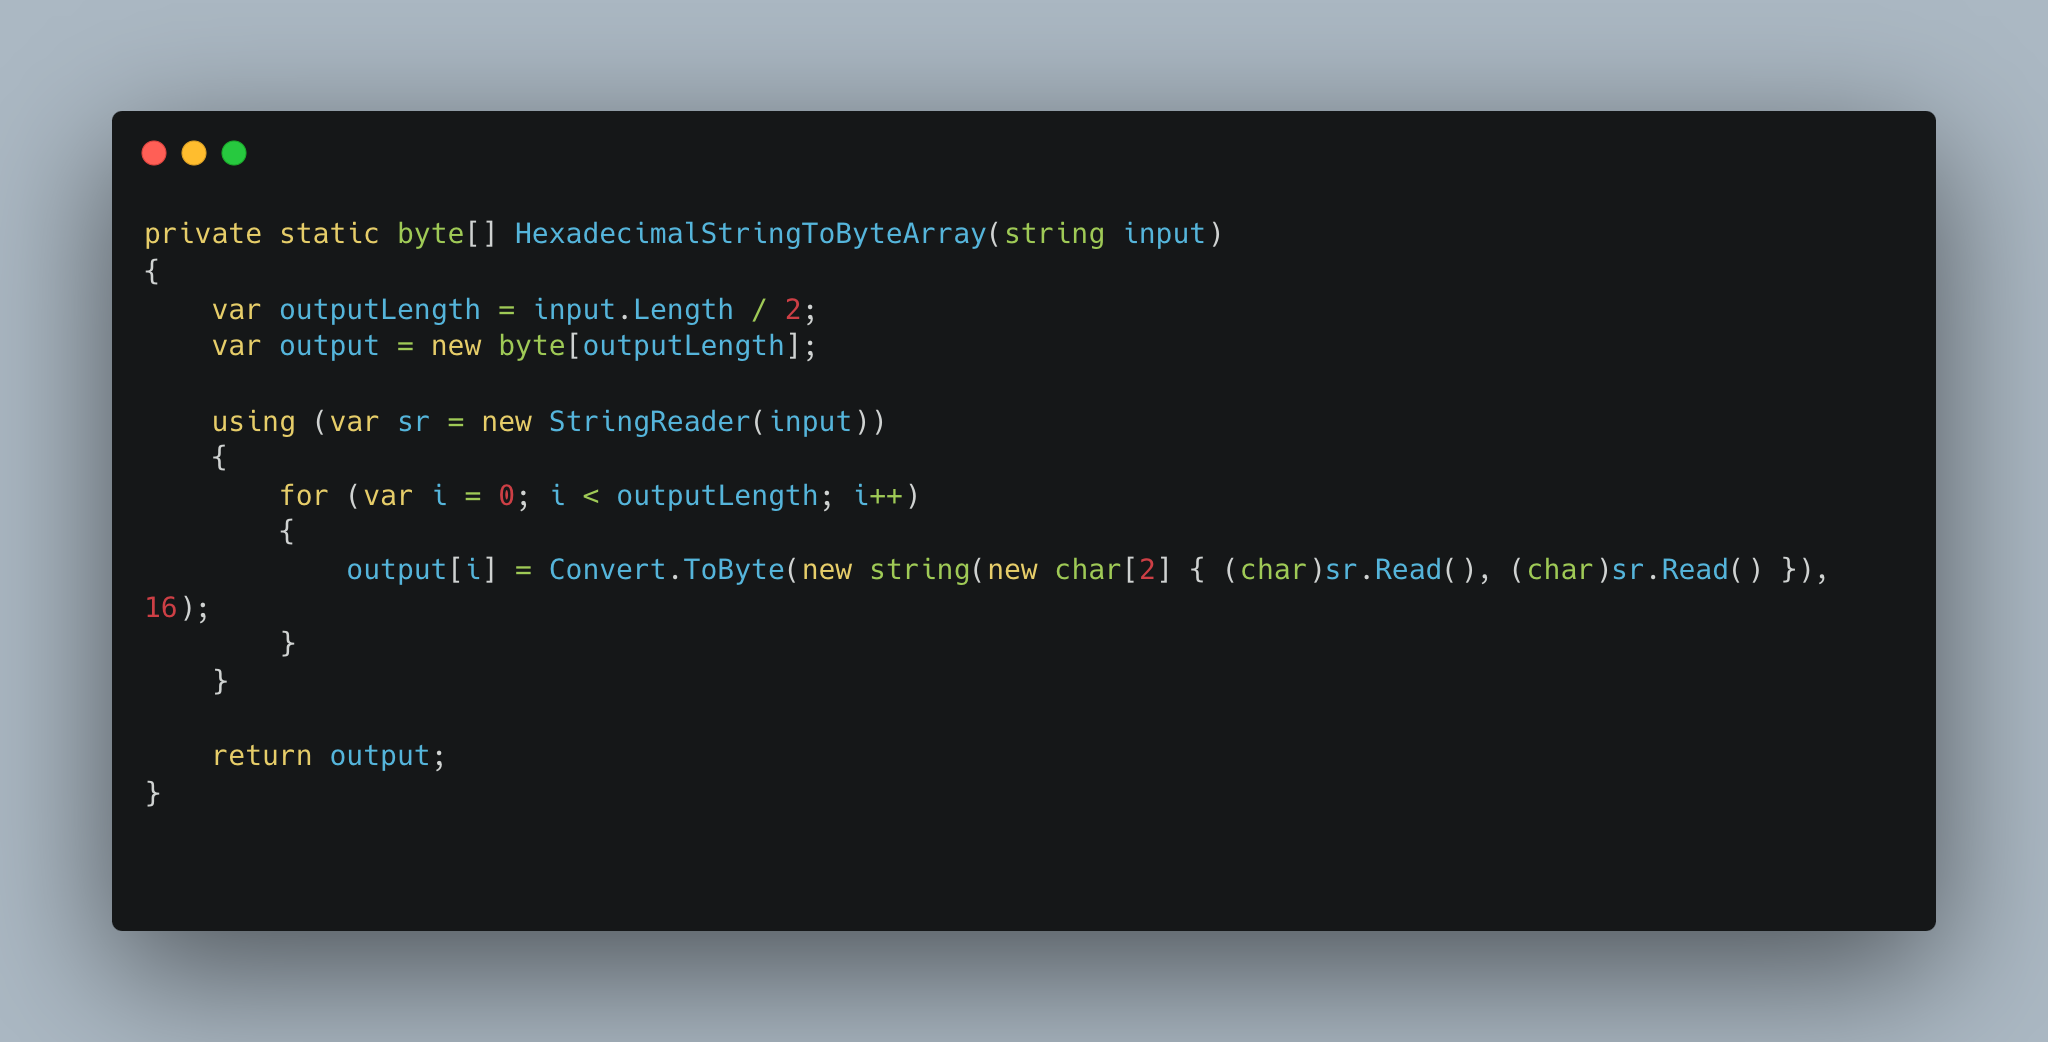 private static byte[] HexadecimalStringToByteArray(string input)
{
    var outputLength = input.Length / 2;
    var output = new byte[outputLength];

    using (var sr = new StringReader(input))
    {
        for (var i = 0; i < outputLength; i++)
        {
            output[i] = Convert.ToByte(new string(new char[2] { (char)sr.Read(), (char)sr.Read() }),
16);
        }
    }

    return output;
}